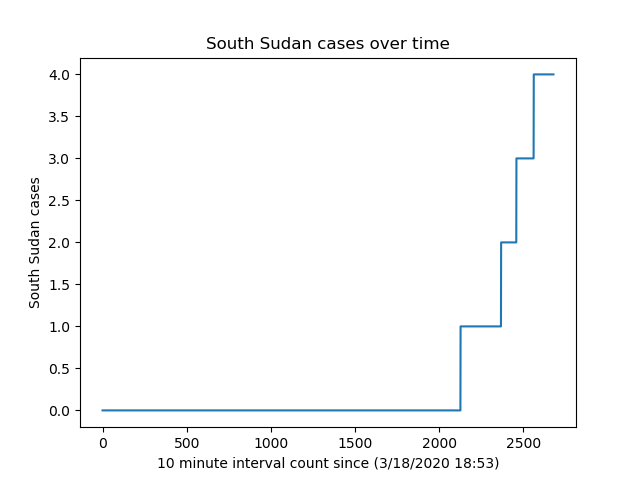 South Sudan cases over time
4.0
3.5
3.0
2.5
2.0
1.5
1.0
0.5
0.0
South Sudan cases
0 500 1000 1500 2000 2500
10 minute interval count since (3/18/2020 18:53)